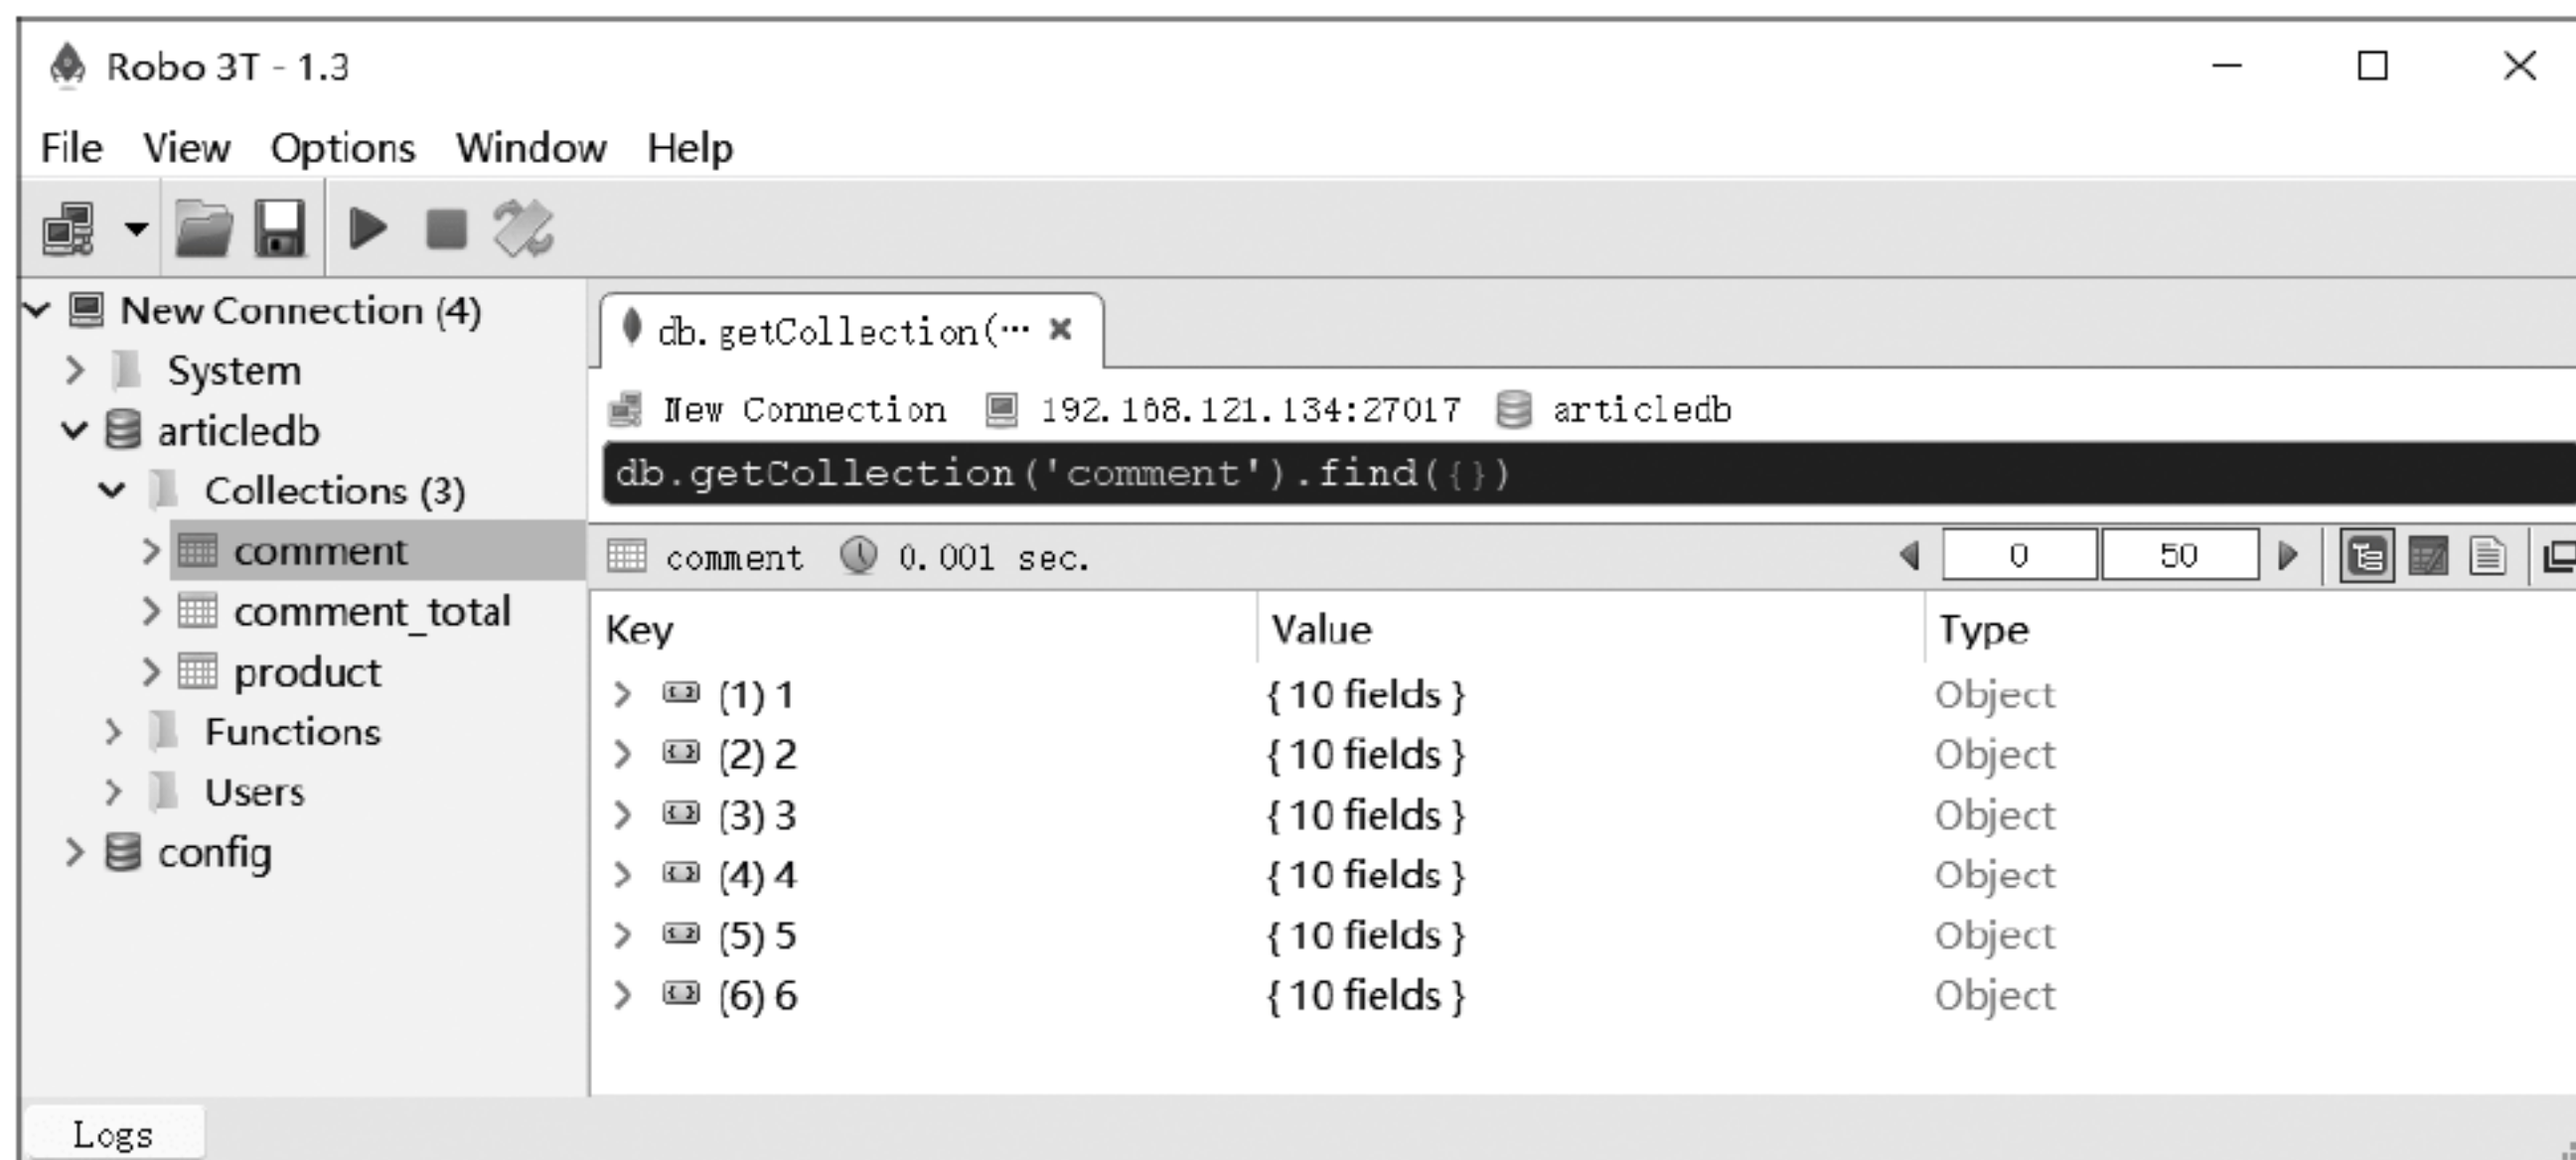 Robo 3T - 1.3
File View Options Window Help
New Connection (4)
System
articledb
Collections (3)
comment
comment_total
product
Functions
Users
config
db.getCollection(⋯
New Connection 192.168.121.134:27017 articledb
db.getCollection('comment').find({})
comment 0.001 sec. 0 50
Key Value Type
(1) 1 { 10 fields } Object
(2) 2 { 10 fields } Object
(3) 3 { 10 fields } Object
(4) 4 { 10 fields } Object
(5) 5 { 10 fields } Object
(6) 6 { 10 fields } Object
Logs